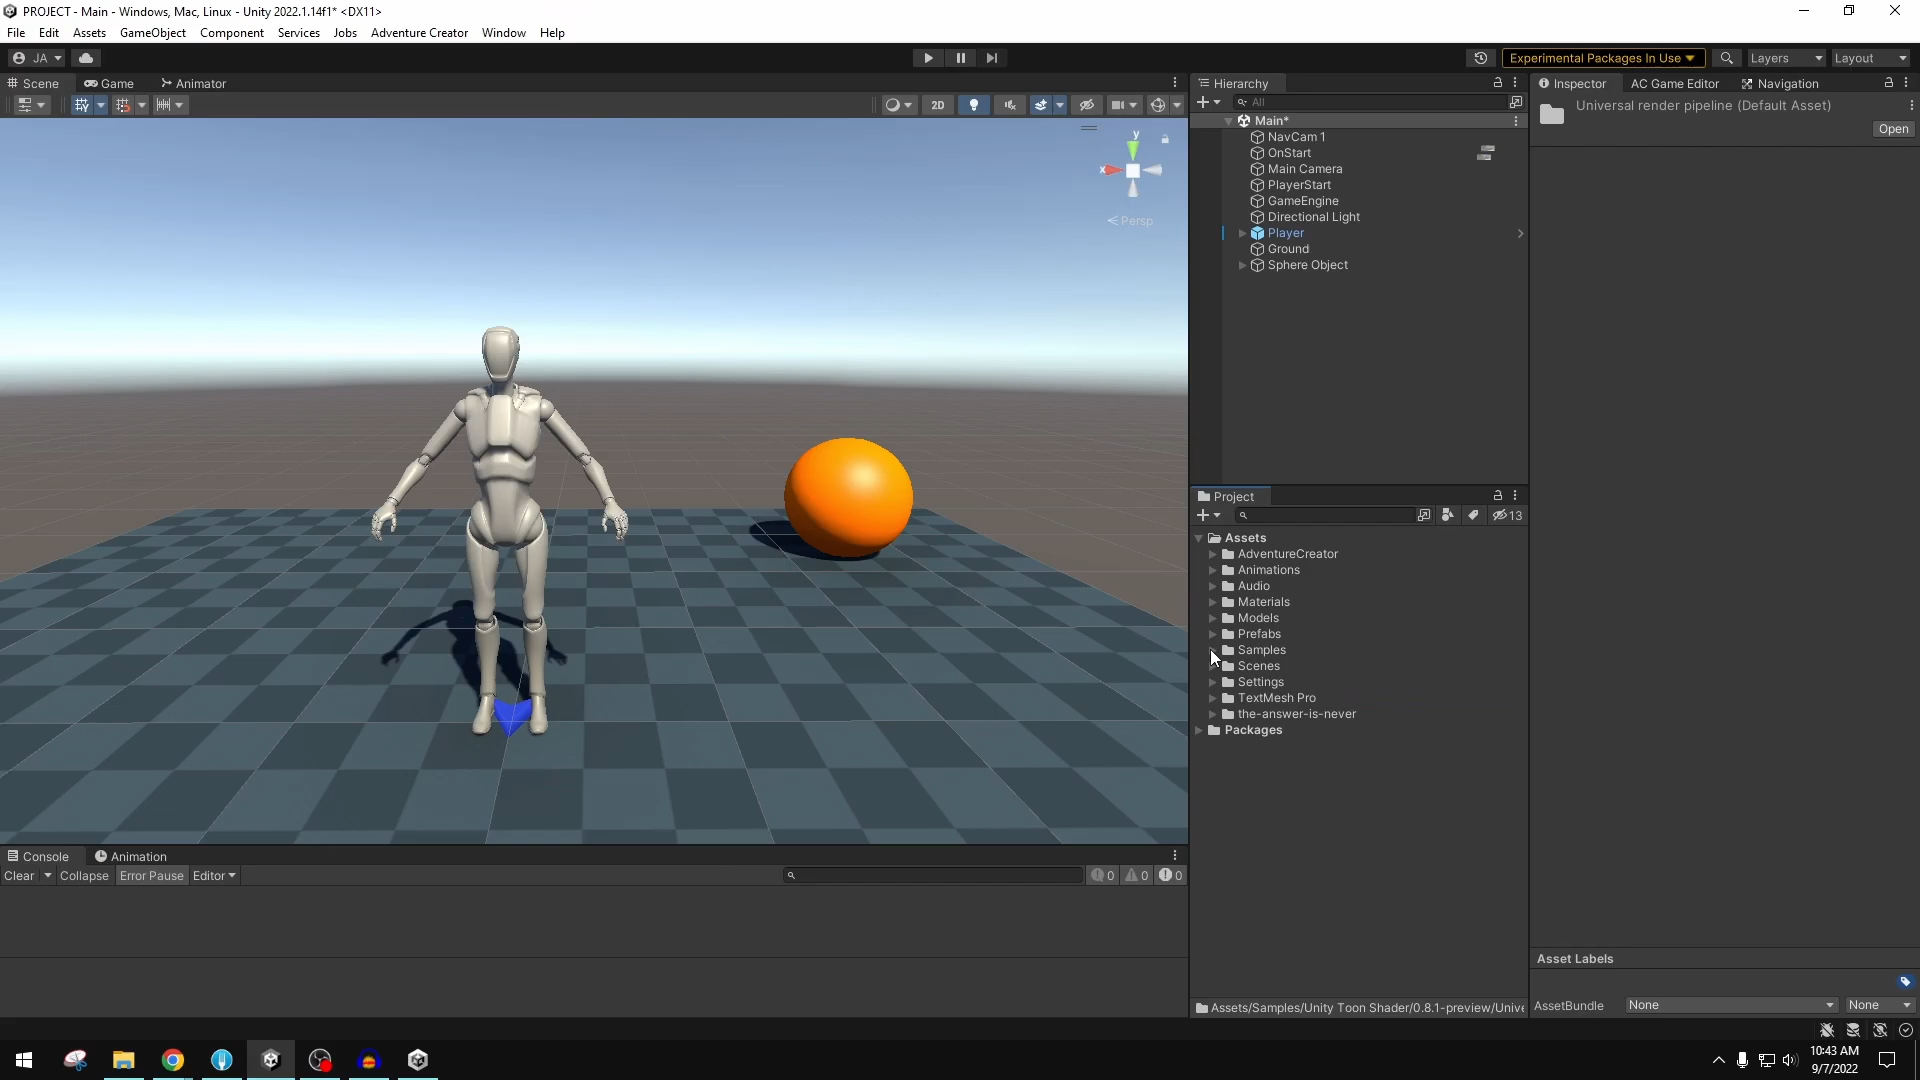 PROJECT - Main - Windows, Mac, Linux - Unity 2022.1.14f1* <DX11>
File Edit Assets GameObject Component Services Jobs Adventure Creator Window Help
JA Experimental Packages In Use Layers Layout
Scene Game Animator
2D
y
x
Persp
Hierarchy
All
Main*
NavCam 1
OnStart
Main Camera
PlayerStart
GameEngine
Directional Light
Player
Ground
Sphere Object
Project
13
Assets
AdventureCreator
Animations
Audio
Materials
Models
Prefabs
Samples
Scenes
Settings
TextMesh Pro
the-answer-is-never
Packages
Assets/Samples/Unity Toon Shader/0.8.1-preview/Unive
Inspector AC Game Editor Navigation
Universal render pipeline (Default Asset)
Open
Asset Labels
AssetBundle None None
Console Animation
Clear Collapse Error Pause Editor 0 0 0
10:43 AM
9/7/2022